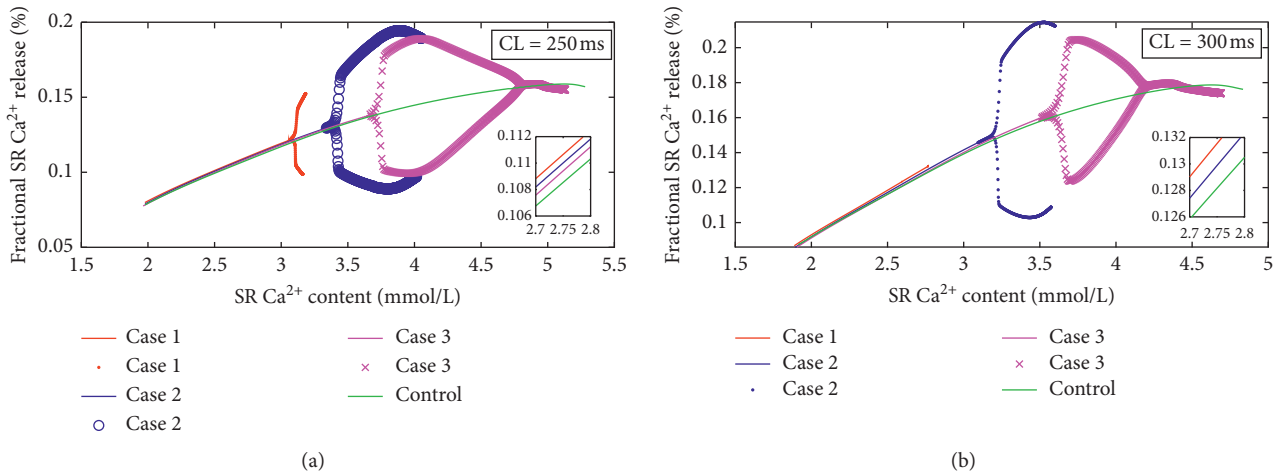 Fractional SR Ca²⁺ release (%)
0.2
0.15
0.1
0.05
CL = 250 ms
0.112
0.11
0.108
0.106
2.7 2.75 2.8
1.5 2 2.5 3 3.5 4 4.5 5 5.5
SR Ca²⁺ content (mmol/L)
Case 1
Case 1
Case 2
Case 2
Case 3
Case 3
Control
(a)
Fractional SR Ca²⁺ release (%)
0.2
0.18
0.16
0.14
0.12
0.1
CL = 300 ms
0.132
0.13
0.128
0.126
2.7 2.75 2.8
1.5 2 2.5 3 3.5 4 4.5 5
SR Ca²⁺ content (mmol/L)
Case 1
Case 2
Case 2
Case 3
Case 3
Control
(b)